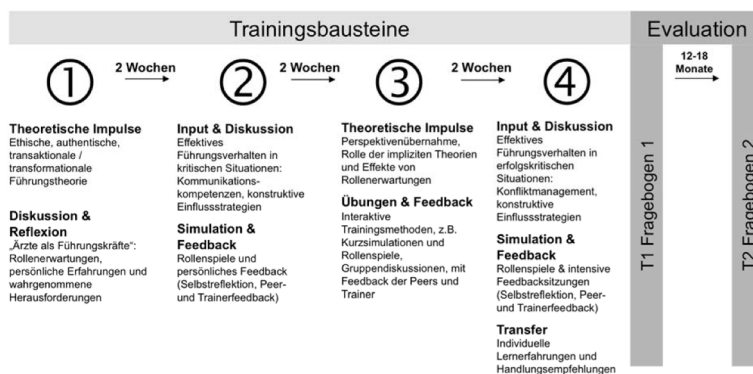 Trainingsbausteine
Evaluation
1
2 Wochen
2
2 Wochen
3
2 Wochen
4
12-18
Monate
Theoretische Impulse
Ethische, authentische,
transaktionale /
transformationale
Führungstheorie
Diskussion &
Reflexion
„Ärzte als Führungskräfte“:
Rollenerwartungen,
persönliche Erfahrungen und
wahrgenommene
Herausforderungen
Input & Diskussion
Effektives
Führungsverhalten in
kritischen Situationen:
Kommunikations-
kompetenzen, konstruktive
Einflussstrategien
Simulation &
Feedback
Rollenspiele und
persönliches Feedback
(Selbstreflektion, Peer-
und Trainerfeedback)
Theoretische Impulse
Perspektivenübernahme,
Rolle der impliziten Theorien
und Effekte von
Rollenerwartungen
Übungen & Feedback
Interaktive
Trainingsmethoden, z.B.
Kurzsimulationen und
Rollenspiele,
Gruppendiskussionen, mit
Feedback der Peers und
Trainer
Input & Diskussion
Effektives
Führungsverhalten in
erfolgskritischen
Situationen:
Konfliktmanagement,
konstruktive
Einflussstrategien
Simulation &
Feedback
Rollenspiele & intensive
Feedbacksitzungen
(Selbstreflektion, Peer-
und Trainerfeedback)
Transfer
Individuelle
Lernerfahrungen und
Handlungsempfehlungen
T1 Fragebogen 1
T2 Fragebogen 2